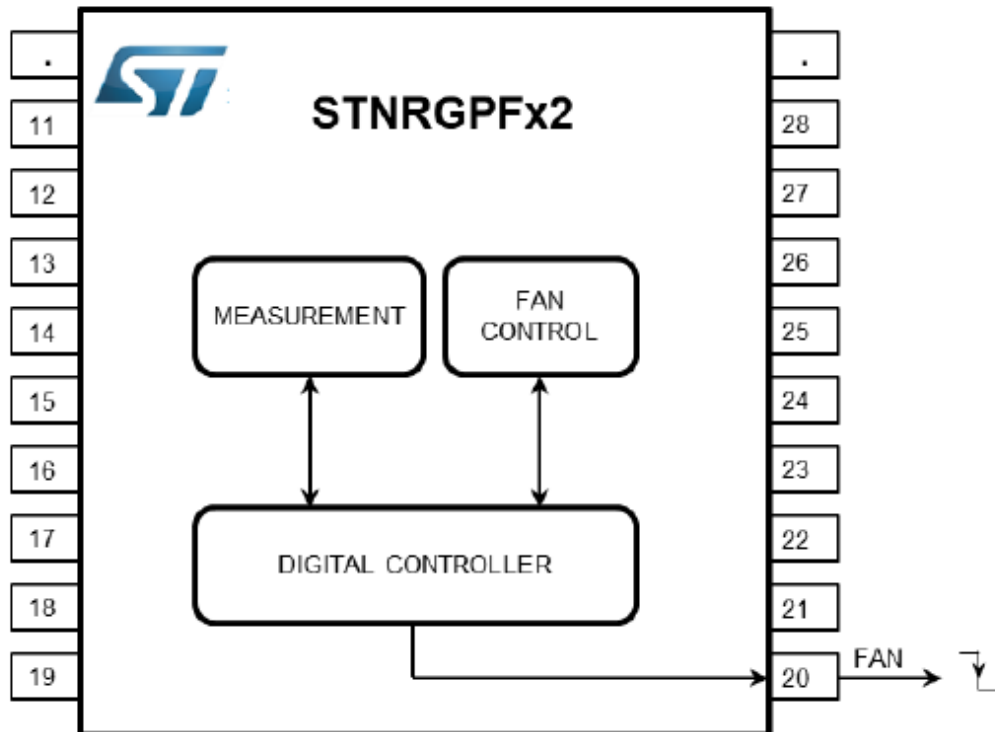 .
.
ST
STNRGPFx2
11
28
12
27
13
26
MEASUREMENT
FAN
CONTROL
14
25
15
24
16
23
17
22
DIGITAL CONTROLLER
18
21
19
20
FAN